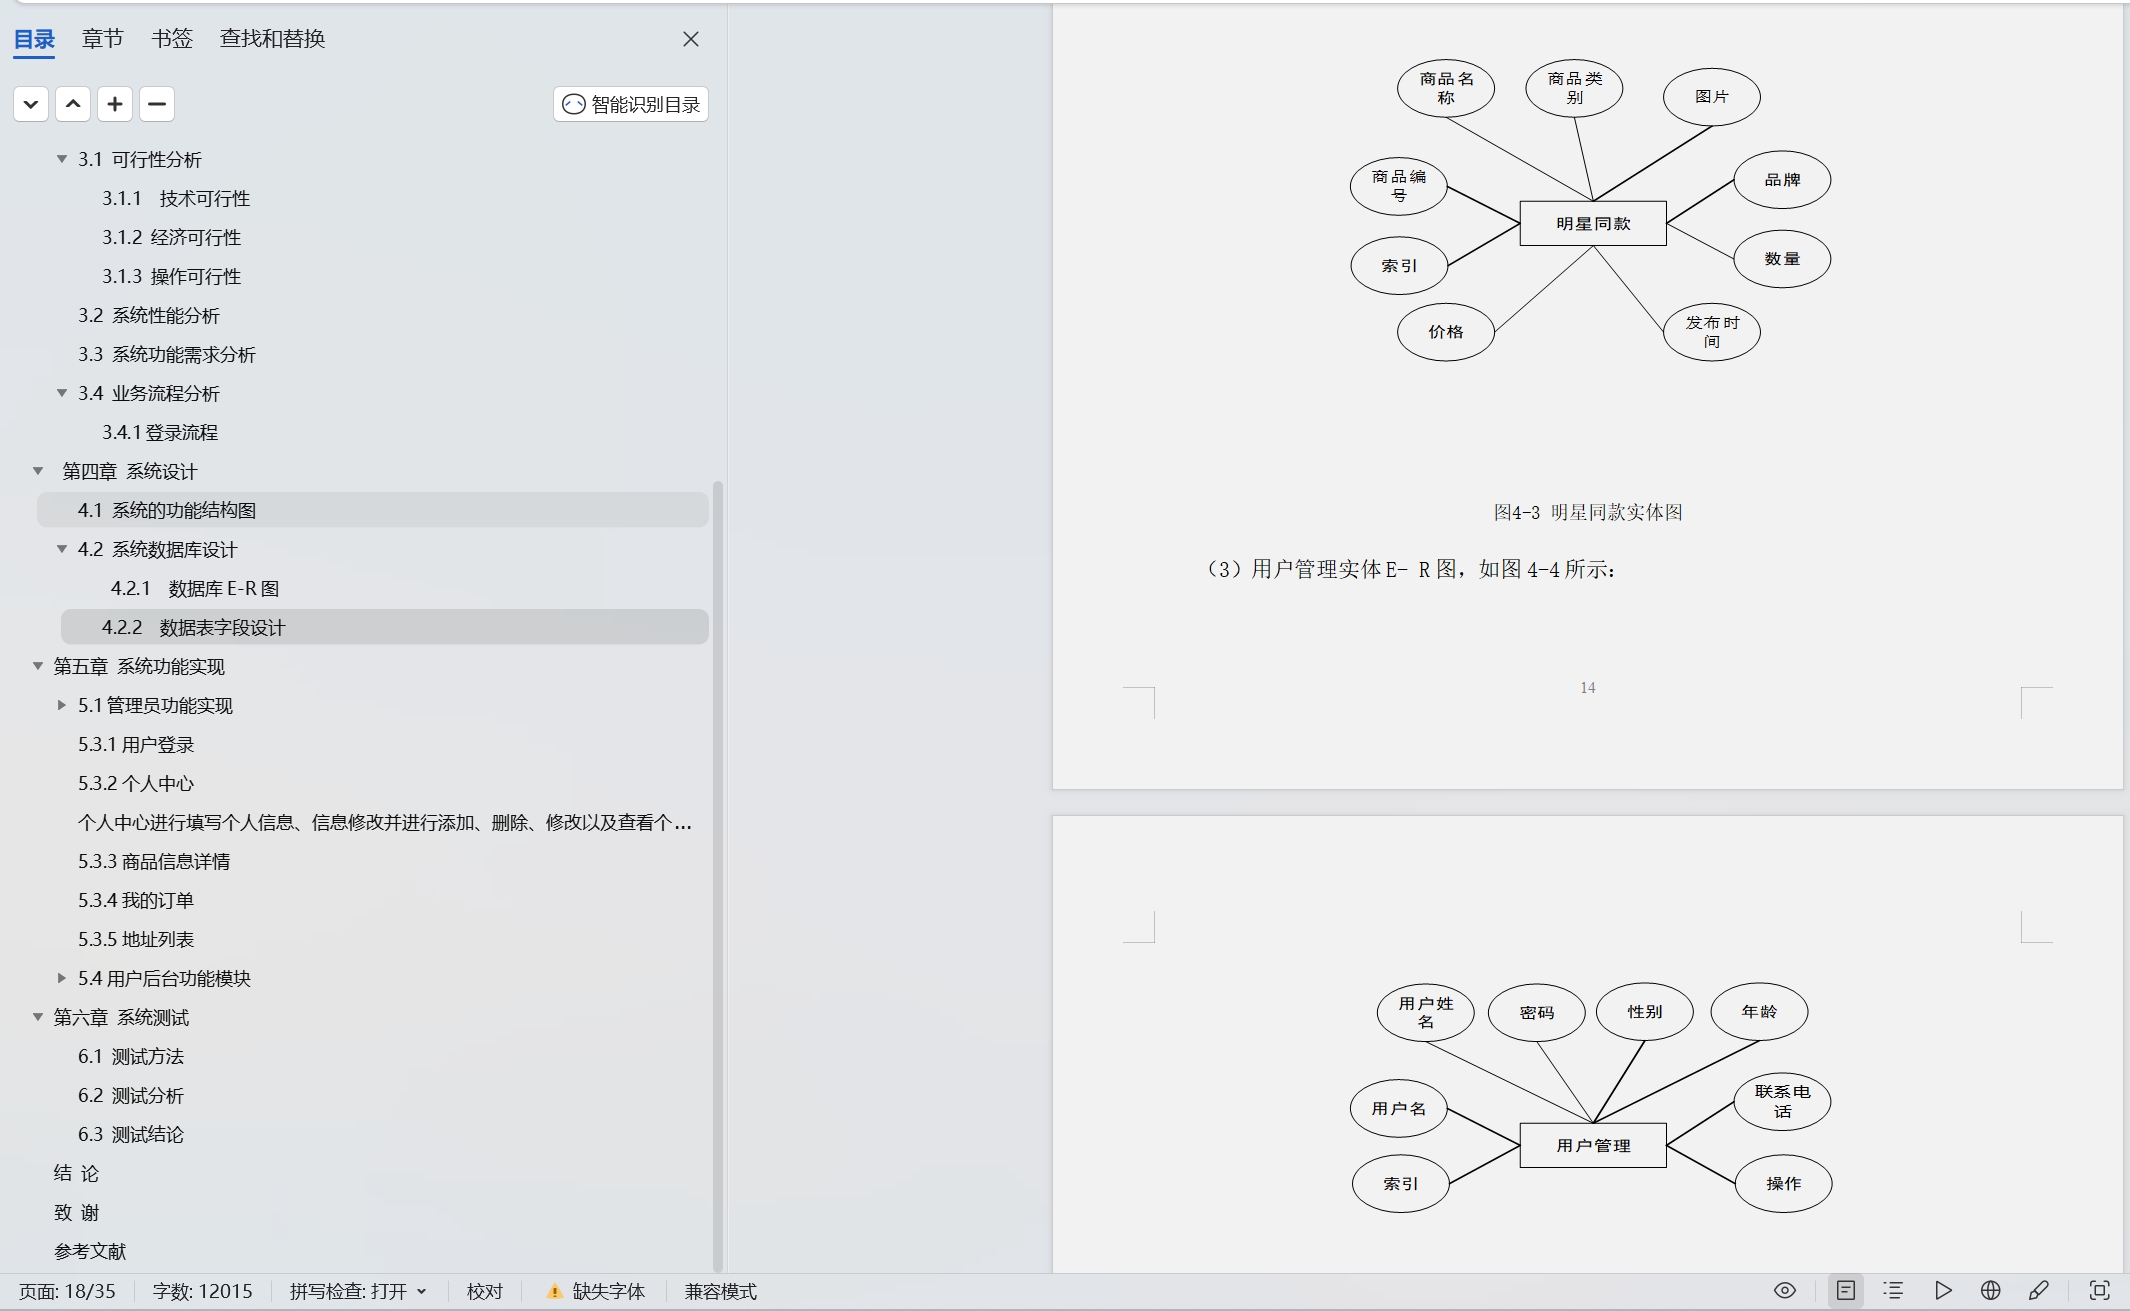 目录 章节 书签 查找和替换
智能识别目录
3.1 可行性分析
3.1.1 技术可行性
3.1.2 经济可行性
3.1.3 操作可行性
3.2 系统性能分析
3.3 系统功能需求分析
3.4 业务流程分析
3.4.1登录流程
第四章 系统设计
4.1 系统的功能结构图
4.2 系统数据库设计
4.2.1 数据库 E-R 图
4.2.2 数据表字段设计
第五章 系统功能实现
5.1管理员功能实现
5.3.1 用户登录
5.3.2 个人中心
个人中心进行填写个人信息、信息修改并进行添加、删除、修改以及查看个...
5.3.3 商品信息详情
5.3.4 我的订单
5.3.5 地址列表
5.4 用户后台功能模块
第六章 系统测试
6.1 测试方法
6.2 测试分析
6.3 测试结论
结 论
致 谢
参考文献
商品名
称
商品类
别
图片
商品编
号
品牌
明星同款
索引
数量
价格
发布时
间
图4-3 明星同款实体图
（3）用户管理实体E- R图，如图4-4所示：
14
用户姓
名
密码
性别
年龄
用户名
联系电
话
用户管理
索引
操作
页面: 18/35 字数: 12015 拼写检查: 打开 校对 缺失字体 兼容模式